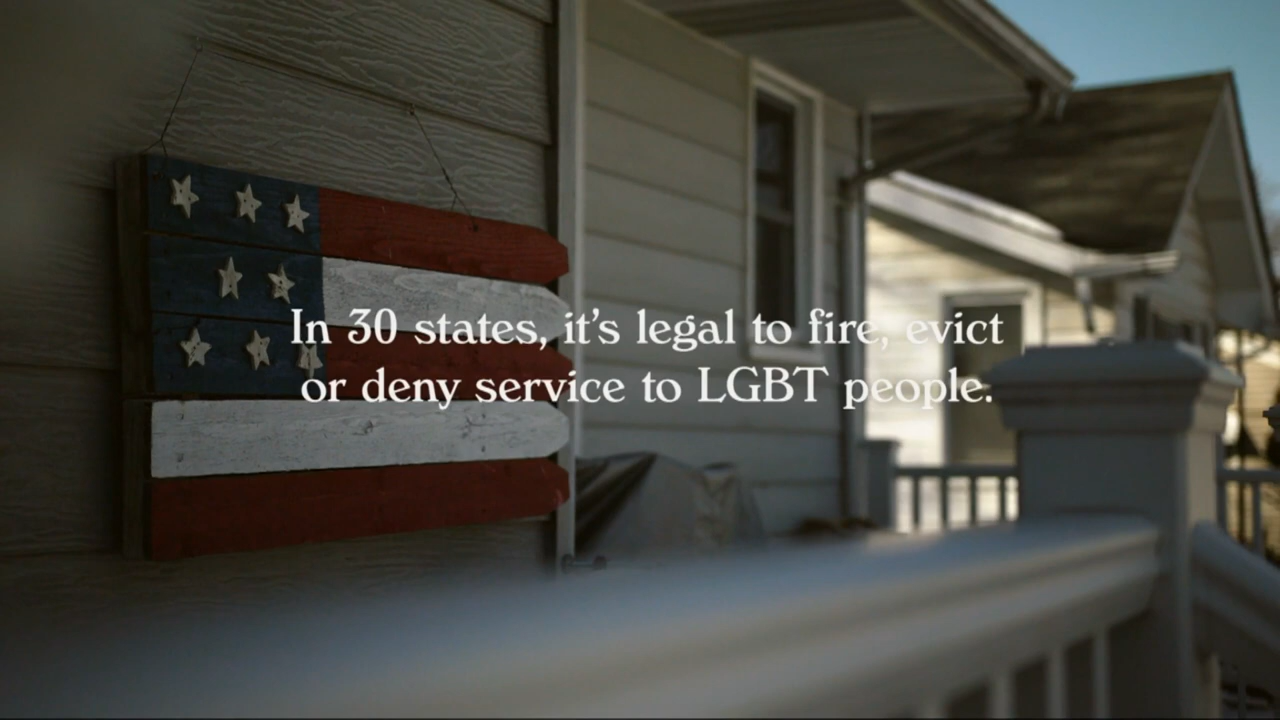 In 30 states, it's legal to fire, evict
or deny service to LGBT people.